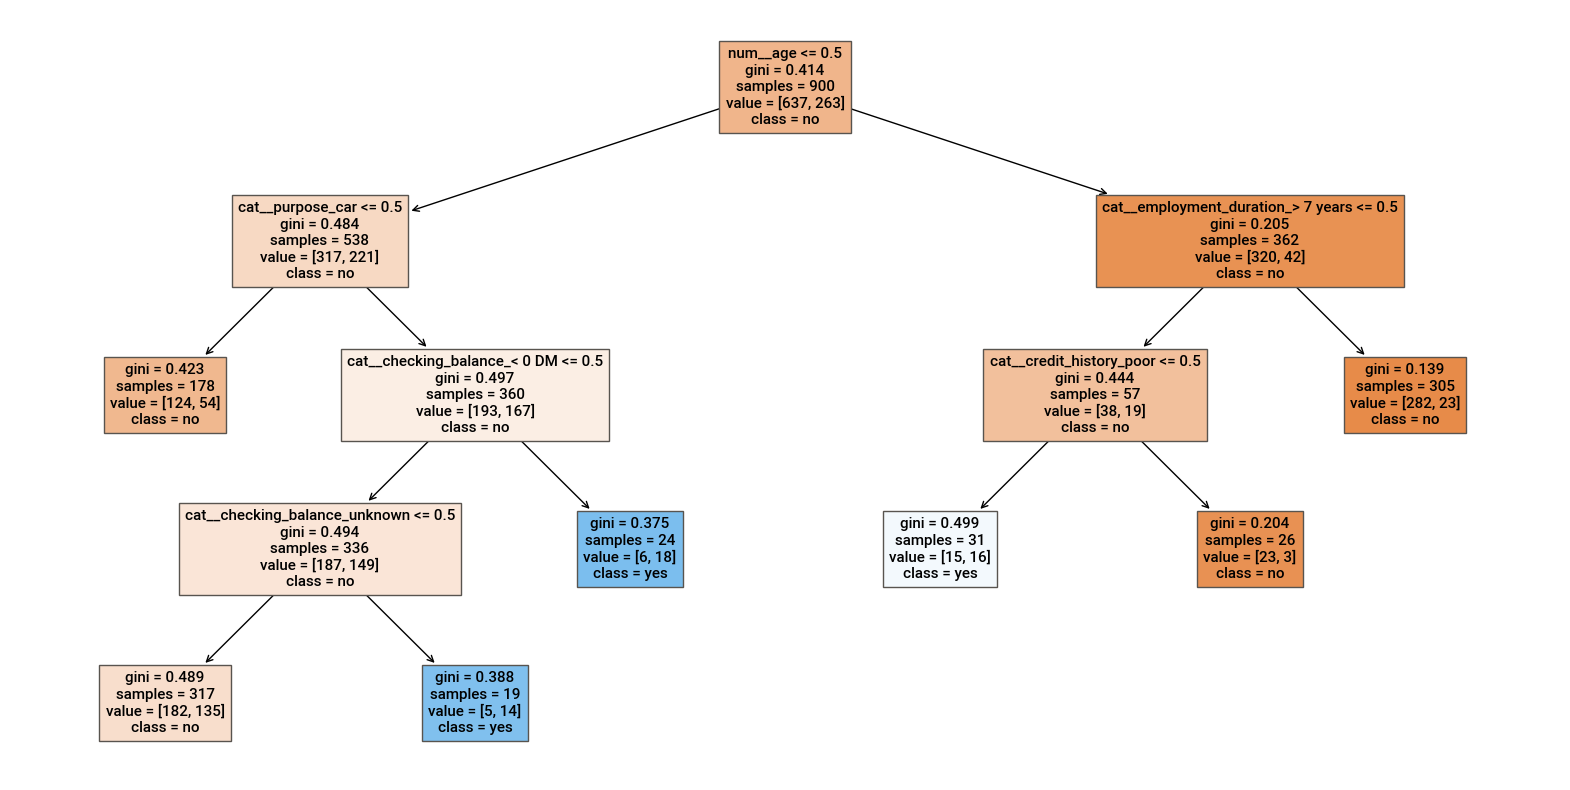 num__age <= 0.5
gini = 0.414
samples = 900
value = [637, 263]
class = no
cat__purpose_car <= 0.5
gini = 0.484
samples = 538
value = [317, 221]
class = no
cat__employment_duration_> 7 years <= 0.5
gini = 0.205
samples = 362
value = [320, 42]
class = no
gini = 0.423
samples = 178
value = [124, 54]
class = no
cat__checking_balance_< 0 DM <= 0.5
gini = 0.497
samples = 360
value = [193, 167]
class = no
cat__credit_history_poor <= 0.5
gini = 0.444
samples = 57
value = [38, 19]
class = no
gini = 0.139
samples = 305
value = [282, 23]
class = no
cat__checking_balance_unknown <= 0.5
gini = 0.494
samples = 336
value = [187, 149]
class = no
gini = 0.375
samples = 24
value = [6, 18]
class = yes
gini = 0.499
samples = 31
value = [15, 16]
class = yes
gini = 0.204
samples = 26
value = [23, 3]
class = no
gini = 0.489
samples = 317
value = [182, 135]
class = no
gini = 0.388
samples = 19
value = [5, 14]
class = yes